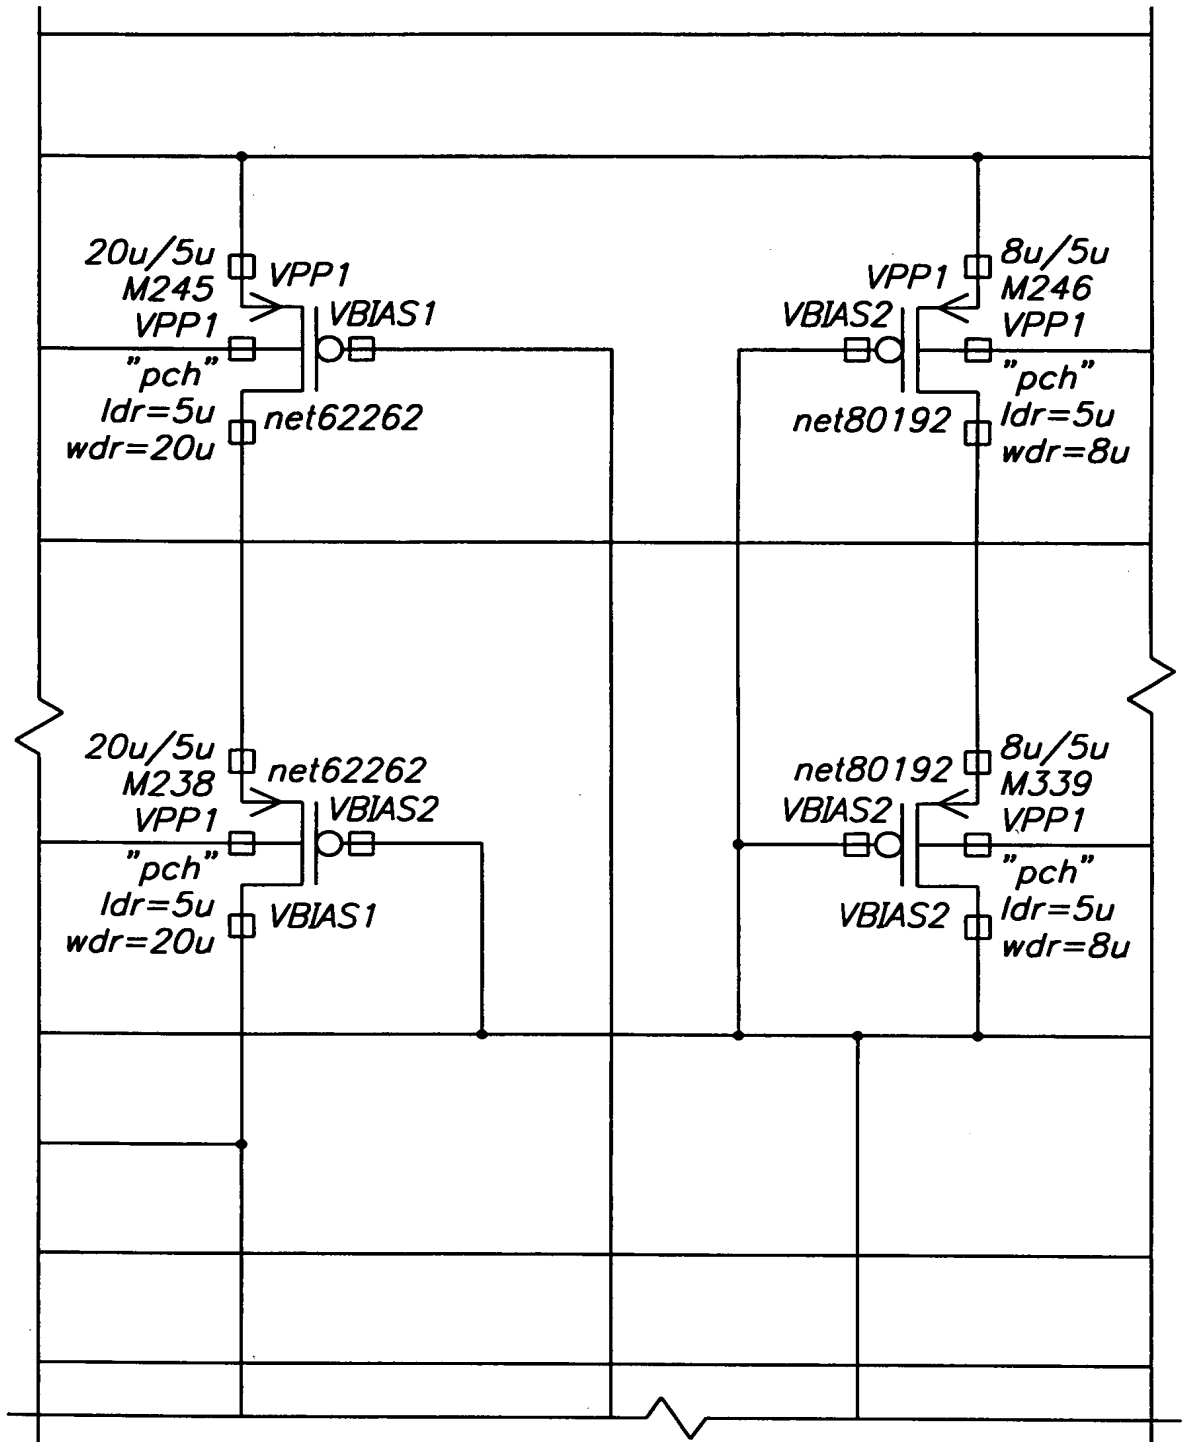 20u/5u
M245
VPP1
VPP1
VBIAS1
"pch"
ldr=5u
wdr=20u
net62262
8u/5u
M246
VPP1
VPP1
VBIAS2
"pch"
ldr=5u
wdr=8u
net80192
20u/5u
M238
VPP1
net62262
VBIAS2
"pch"
ldr=5u
wdr=20u
VBIAS1
8u/5u
M339
VPP1
net80192
VBIAS2
"pch"
ldr=5u
wdr=8u
VBIAS2